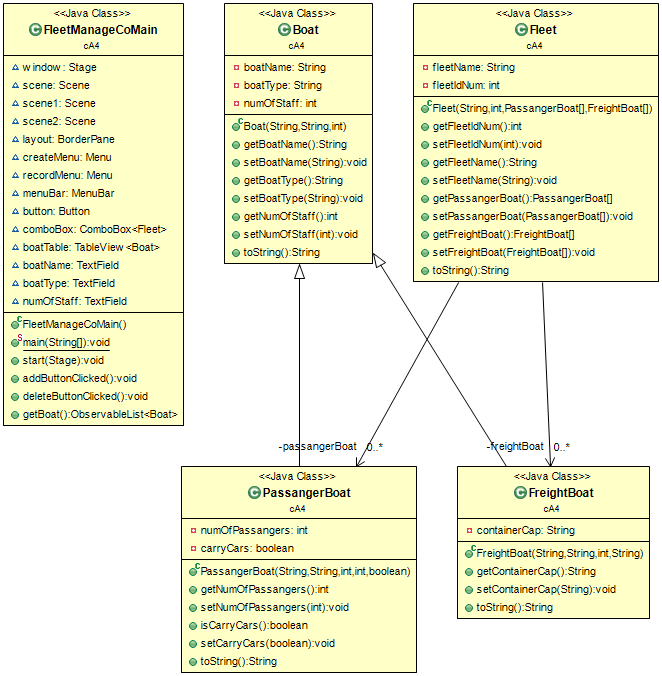 <<Java Class>>
FleetManageCoMain
cA4
window : Stage
scene: Scene
scene1: Scene
scene2: Scene
layout: BorderPane
createMenu: Menu
recordMenu: Menu
menuBar: MenuBar
button: Button
comboBox: ComboBox<Fleet>
boatTable: TableView <Boat>
boatName: TextField
boatType: TextField
numOfStaff: TextField
FleetManageCoMain()
main(String[]):void
start(Stage):void
addButtonClicked():void
deleteButtonClicked():void
getBoat():ObservableList<Boat>
<<Java Class>>
Boat
cA4
boatName: String
boatType: String
numOfStaff: int
Boat(String,String,int)
getBoatName():String
setBoatName(String):void
getBoatType():String
setBoatType(String):void
getNumOfStaff():int
setNumOfStaff(int):void
toString():String
<<Java Class>>
Fleet
cA4
fleetName: String
fleetIdNum: int
Fleet(String,int,PassangerBoat[],FreightBoat[])
getFleetIdNum():int
setFleetIdNum(int):void
getFleetName():String
setFleetName(String):void
getPassangerBoat():PassangerBoat[]
setPassangerBoat(PassangerBoat[]):void
getFreightBoat():FreightBoat[]
setFreightBoat(FreightBoat[]):void
toString():String
-passangerBoat 0..*
-freightBoat 0..*
<<Java Class>>
PassangerBoat
cA4
numOfPassangers: int
carryCars: boolean
PassangerBoat(String,String,int,int,boolean)
getNumOfPassangers():int
setNumOfPassangers(int):void
isCarryCars():boolean
setCarryCars(boolean):void
toString():String
<<Java Class>>
FreightBoat
cA4
containerCap: String
FreightBoat(String,String,int,String)
getContainerCap():String
setContainerCap(String):void
toString():String